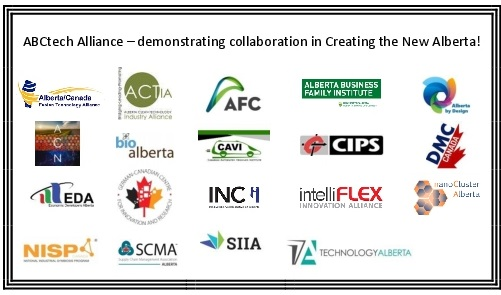 ABCtech Alliance – demonstrating collaboration in Creating the New Alberta!
Alberta/Canada
Fusion Technology Alliance
ACTia
ALBERTA CLEAN TECHNOLOGY
Industry Alliance
AFC
ALBERTA BUSINESS
FAMILY INSTITUTE
Alberta
by Design
A
C
N
bio
alberta
CAVI
CIPS
DMC
CANADA
EDA
Economic Developers Alberta
GERMAN CANADIAN CENTRE
FOR INNOVATION AND RESEARCH
INC
intelliFLEX
INNOVATION ALLIANCE
nanoCluster
Alberta
NISP
NATIONAL INDUSTRIAL SYMBIOSIS PROGRAM
SCMA
Supply Chain Management Association
ALBERTA
SIIA
TA
TECHNOLOGYALBERTA